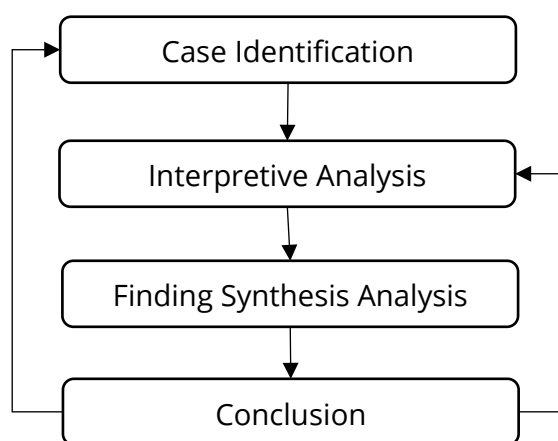 Case Identification
Interpretive Analysis
Finding Synthesis Analysis
Conclusion